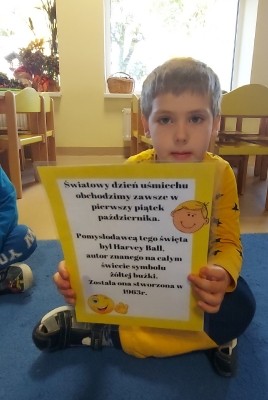 Światowy dzień uśmiechu
obchodzimy zawsze w
pierwszy piątek
października.
Pomysłodawcą tego święta
był Harvey Ball,
autor znanego na całym
świecie symbolu
żółtej buźki.
Została ona stworzona w
1963r.